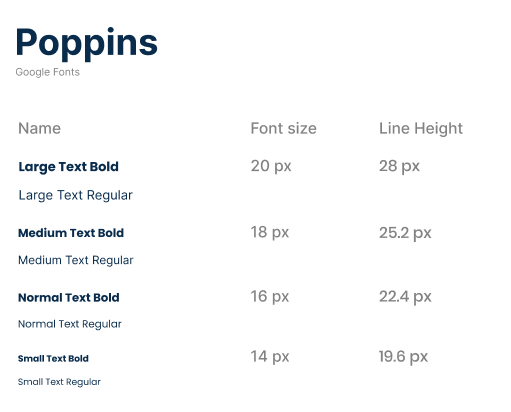 Poppins
Google Fonts
Name Font size Line Height
Large Text Bold 20 px 28 px
Large Text Regular
Medium Text Bold 18 px 25.2 px
Medium Text Regular
Normal Text Bold 16 px 22.4 px
Normal Text Regular
Small Text Bold 14 px 19.6 px
Small Text Regular